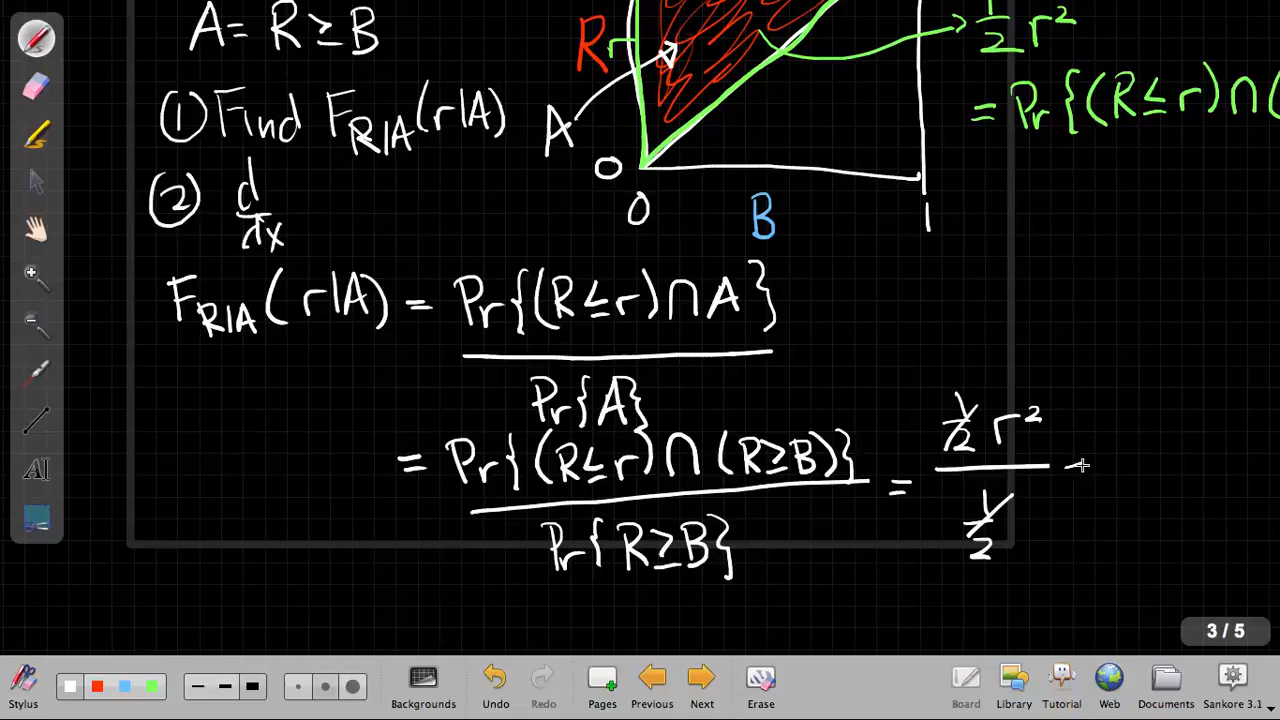 A = R ≥ B
R
1/2 r²
① Find F_R|A(r|A)
A
= Pr{(R≤r)∩(
0
② d/dx
0
B
1
F_R|A(r|A) = Pr{(R≤r)∩A}
Pr{A}
= Pr{(R≤r)∩(R≥B)} = 1/2 r²
Pr{R≥B} 1/2
3 / 5
Stylus Backgrounds Undo Redo Pages Previous Next Erase Board Library Tutorial Web Documents Sankore 3.1